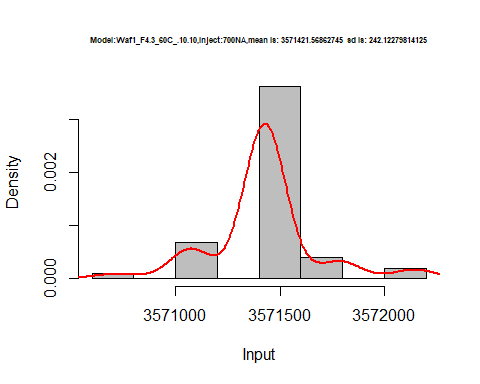 Model:Waf1_F4.3_60C_.10.10,Inject:700NA,mean is: 3571421.56862745 sd is: 242.12279814125
Density
0.002
0.000
3571000 3571500 3572000
Input